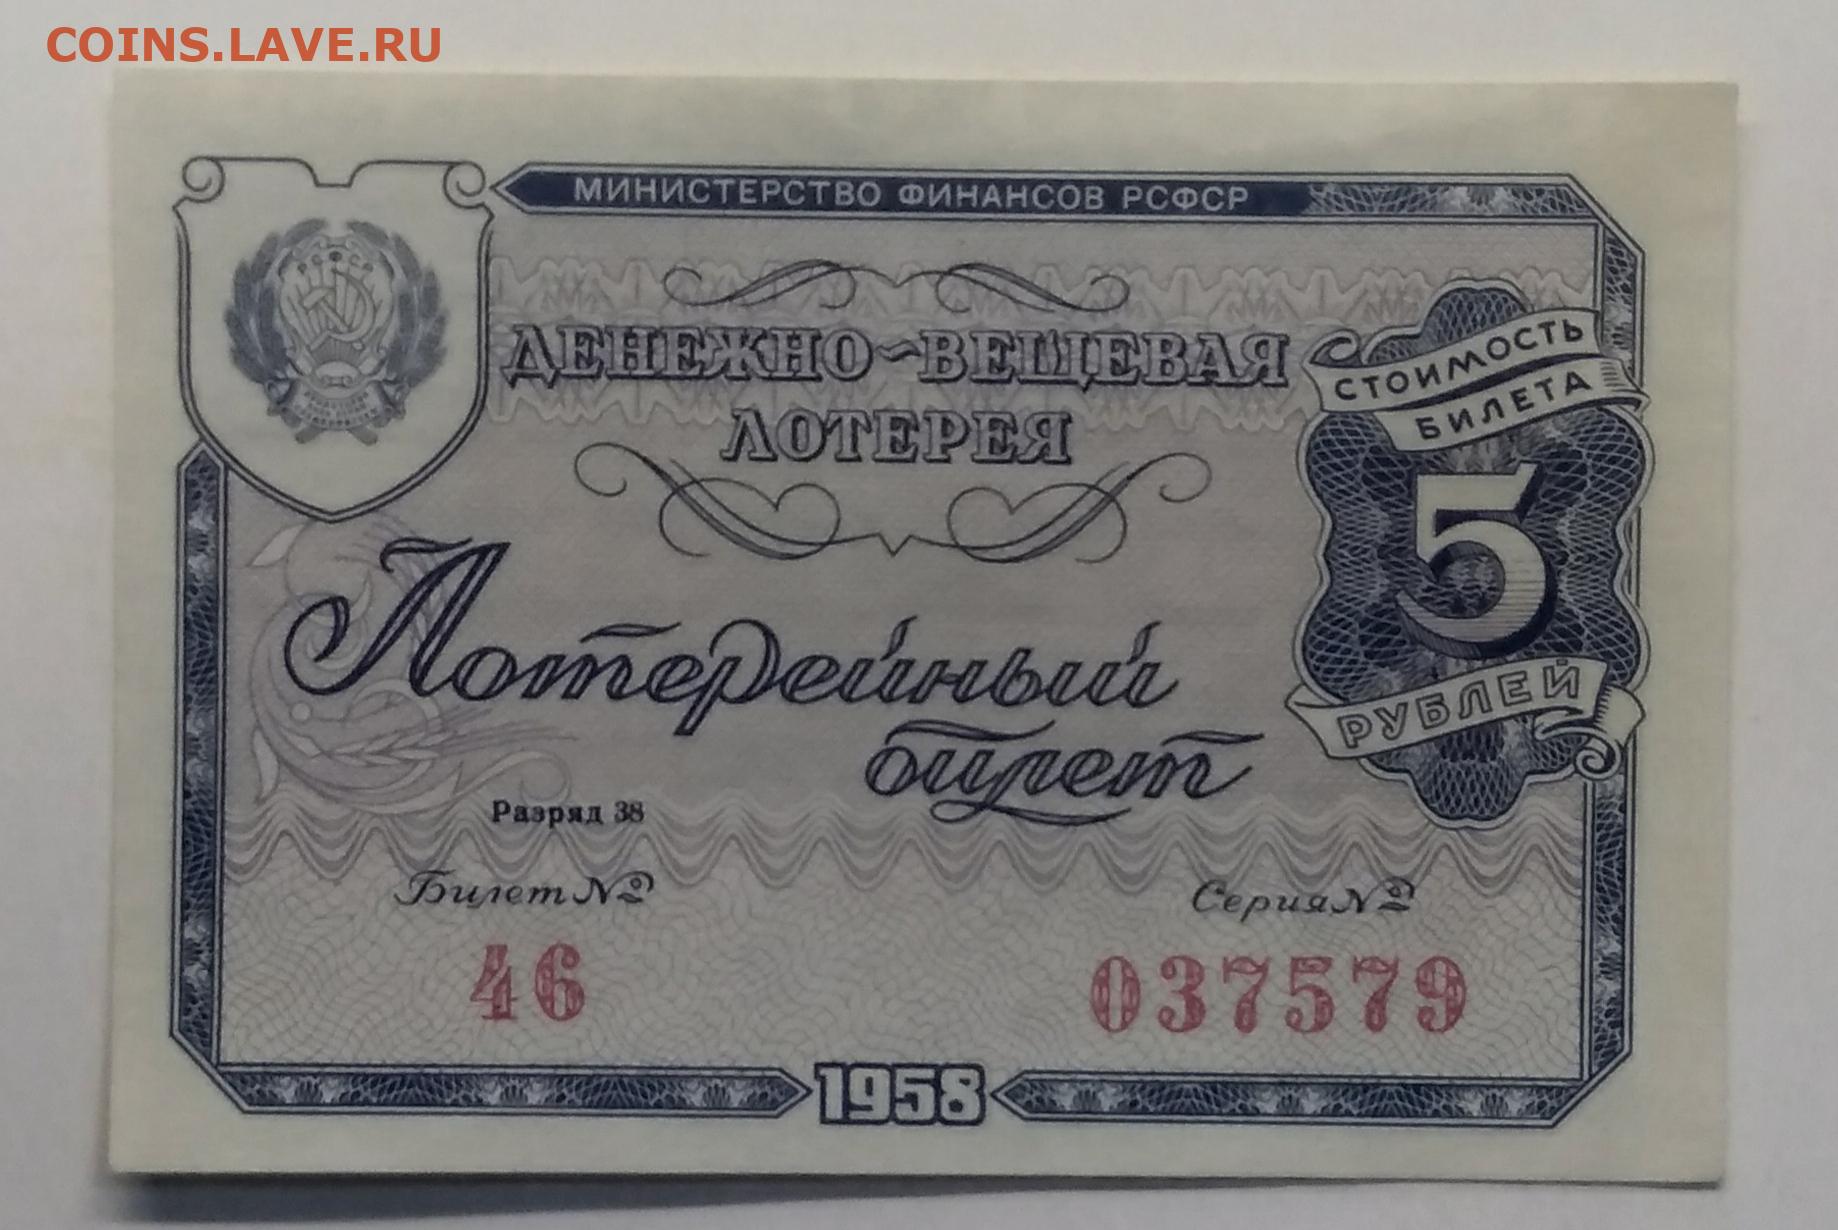 COINS.LAVE.RU
МИНИСТЕРСТВО ФИНАНСОВ РСФСР
РСФСР
ДЕНЕЖНО-ВЕЩЕВАЯ
ЛОТЕРЕЯ
СТОИМОСТЬ
БИЛЕТА
5
РУБЛЕЙ
Лотерейный
билет
Разряд 38
Билет №
46
Серия №
037579
1958